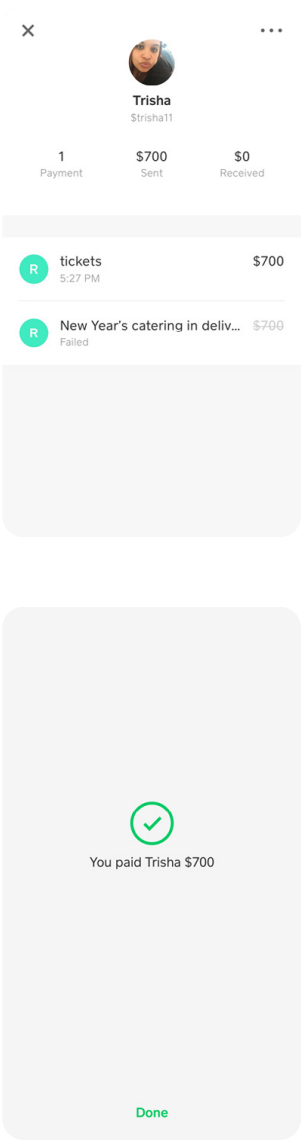 Trisha
$trisha11
1 $700 $0
Payment Sent Received
R tickets $700
5:27 PM
R New Year's catering in deliv... $700
Failed
You paid Trisha $700
Done